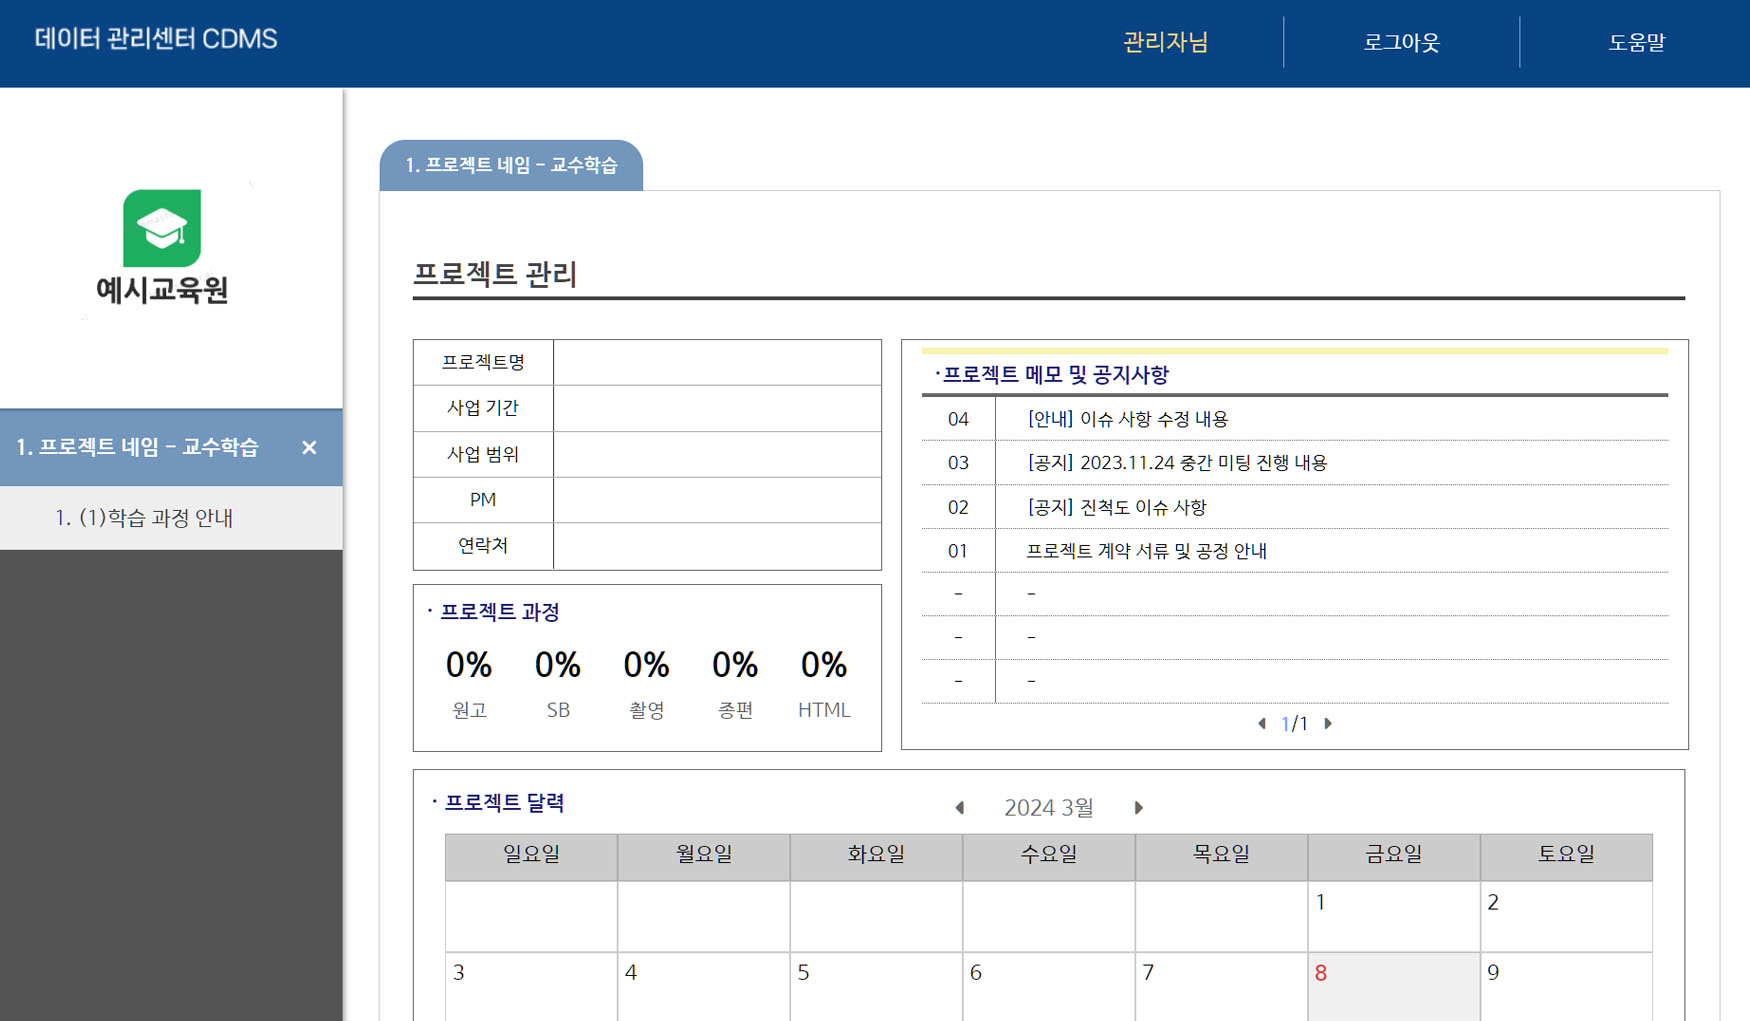 데이터 관리센터 CDMS
관리자님
로그아웃
도움말
예시교육원
1. 프로젝트 네임 - 교수학습
×
1. (1)학습 과정 안내
1. 프로젝트 네임 - 교수학습
프로젝트 관리
프로젝트명
사업 기간
사업 범위
PM
연락처
· 프로젝트 과정
0% 0% 0% 0% 0%
원고 SB 촬영 종편 HTML
·프로젝트 메모 및 공지사항
04 [안내] 이슈 사항 수정 내용
03 [공지] 2023.11.24 중간 미팅 진행 내용
02 [공지] 진척도 이슈 사항
01 프로젝트 계약 서류 및 공정 안내
- -
- -
- -
1/1
· 프로젝트 달력
2024 3월
일요일 월요일 화요일 수요일 목요일 금요일 토요일
1 2
3 4 5 6 7 8 9